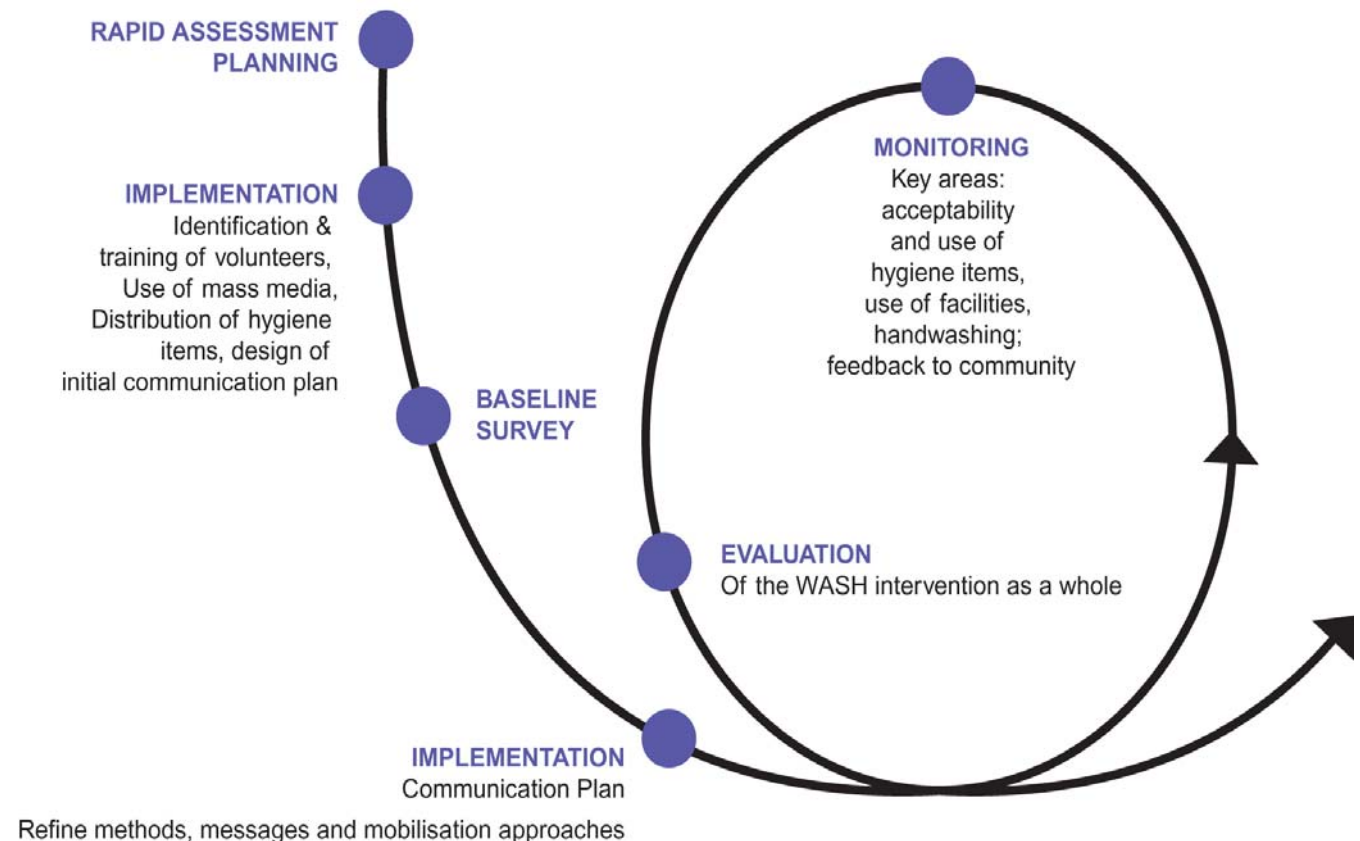 RAPID ASSESSMENT
PLANNING
IMPLEMENTATION
Identification &
training of volunteers,
Use of mass media,
Distribution of hygiene
items, design of
initial communication plan
BASELINE
SURVEY
IMPLEMENTATION
Communication Plan
Refine methods, messages and mobilisation approaches
MONITORING
Key areas:
acceptability
and use of
hygiene items,
use of facilities,
handwashing;
feedback to community
EVALUATION
Of the WASH intervention as a whole